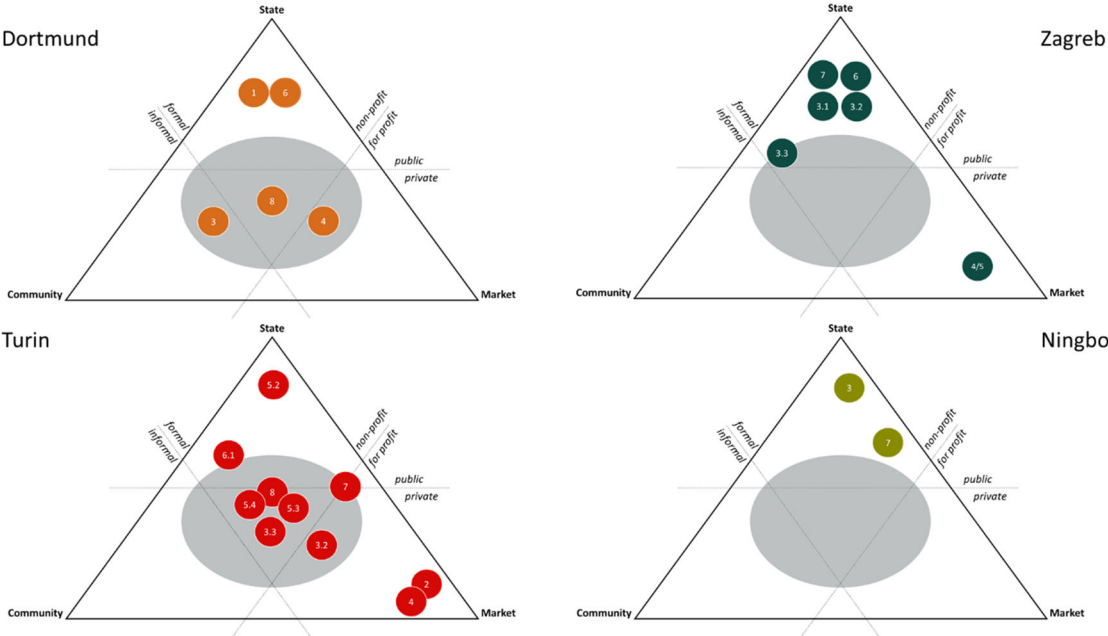 State
Dortmund
1
6
formal
informal
non-profit
for profit
public
private
8
3
4
Community
Market
State
Zagreb
7
6
3.1
3.2
formal
informal
non-profit
for profit
3.3
public
private
4/5
Community
Market
State
Turin
5.2
formal
informal
non-profit
for profit
6.1
public
private
8
7
5.4
5.3
3.3
3.2
2
4
Community
Market
State
Ningbo
3
formal
informal
non-profit
for profit
7
public
private
Community
Market